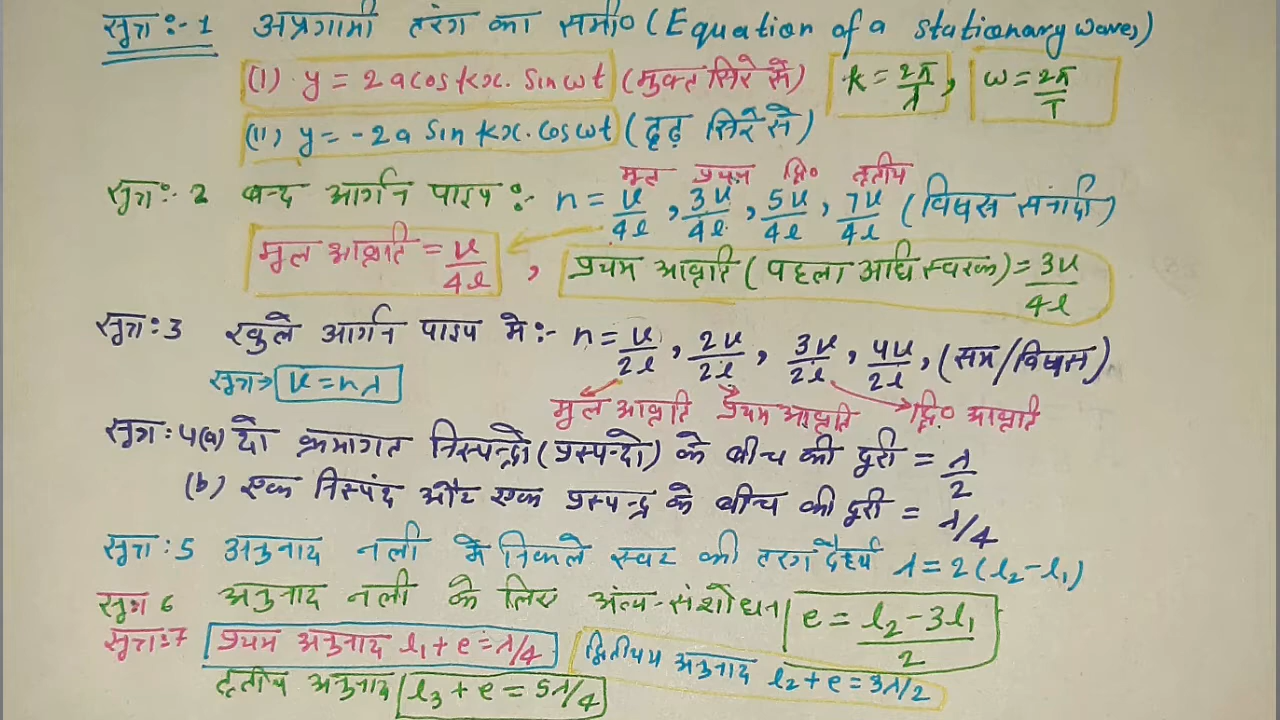 सूत्र:-1 अप्रगामी तरंग का समी० (Equation of a stationary waves)
(i) y = 2a cos kx. sin wt (मुक्त सिरे से) k = 2π/λ, ω = 2π/T
(ii) y = -2a sin kx. cos wt (दृढ़ सिरे से)
मूल प्रथम द्वि० तृतीय
सूत्र:-2 बन्द आर्गन पाइप :- n = v/4l, 3v/4l, 5v/4l, 7v/4l (विषम सनांदी)
मूल आवृति = v/4l, प्रथम आवृति (पहला अधिस्वरक) = 3v/4l
सूत्र:3 खुले आर्गन पाइप मे:- n = v/2l, 2v/2l, 3v/2l, 4v/2l, (सम/विषम)
सूत्र→ v = nλ
मूल आवृति प्रथम आवृति द्वि० आवृति
सूत्र:4(a) दो क्रमागत निस्पन्दो (प्रस्पन्दो) के बीच की दूरी = λ/2
(b) एक निस्पंद और एक प्रस्पन्द के बीच की दूरी = λ/4
सूत्र:5 अनुनाद नली मे निकले स्वर की तरंगदैर्ध्य λ = 2(l₂-l₁)
सूत्र 6 अनुनाद नली के लिए अंत्य-संशोधन e = l₂-3l₁/2
सूत्र:7 प्रथम अनुनाद l₁+e = λ/4 द्वितीयम अनुनाद l₂+e = 3λ/2
तृतीय अनुनाद l₃+e = 5λ/4